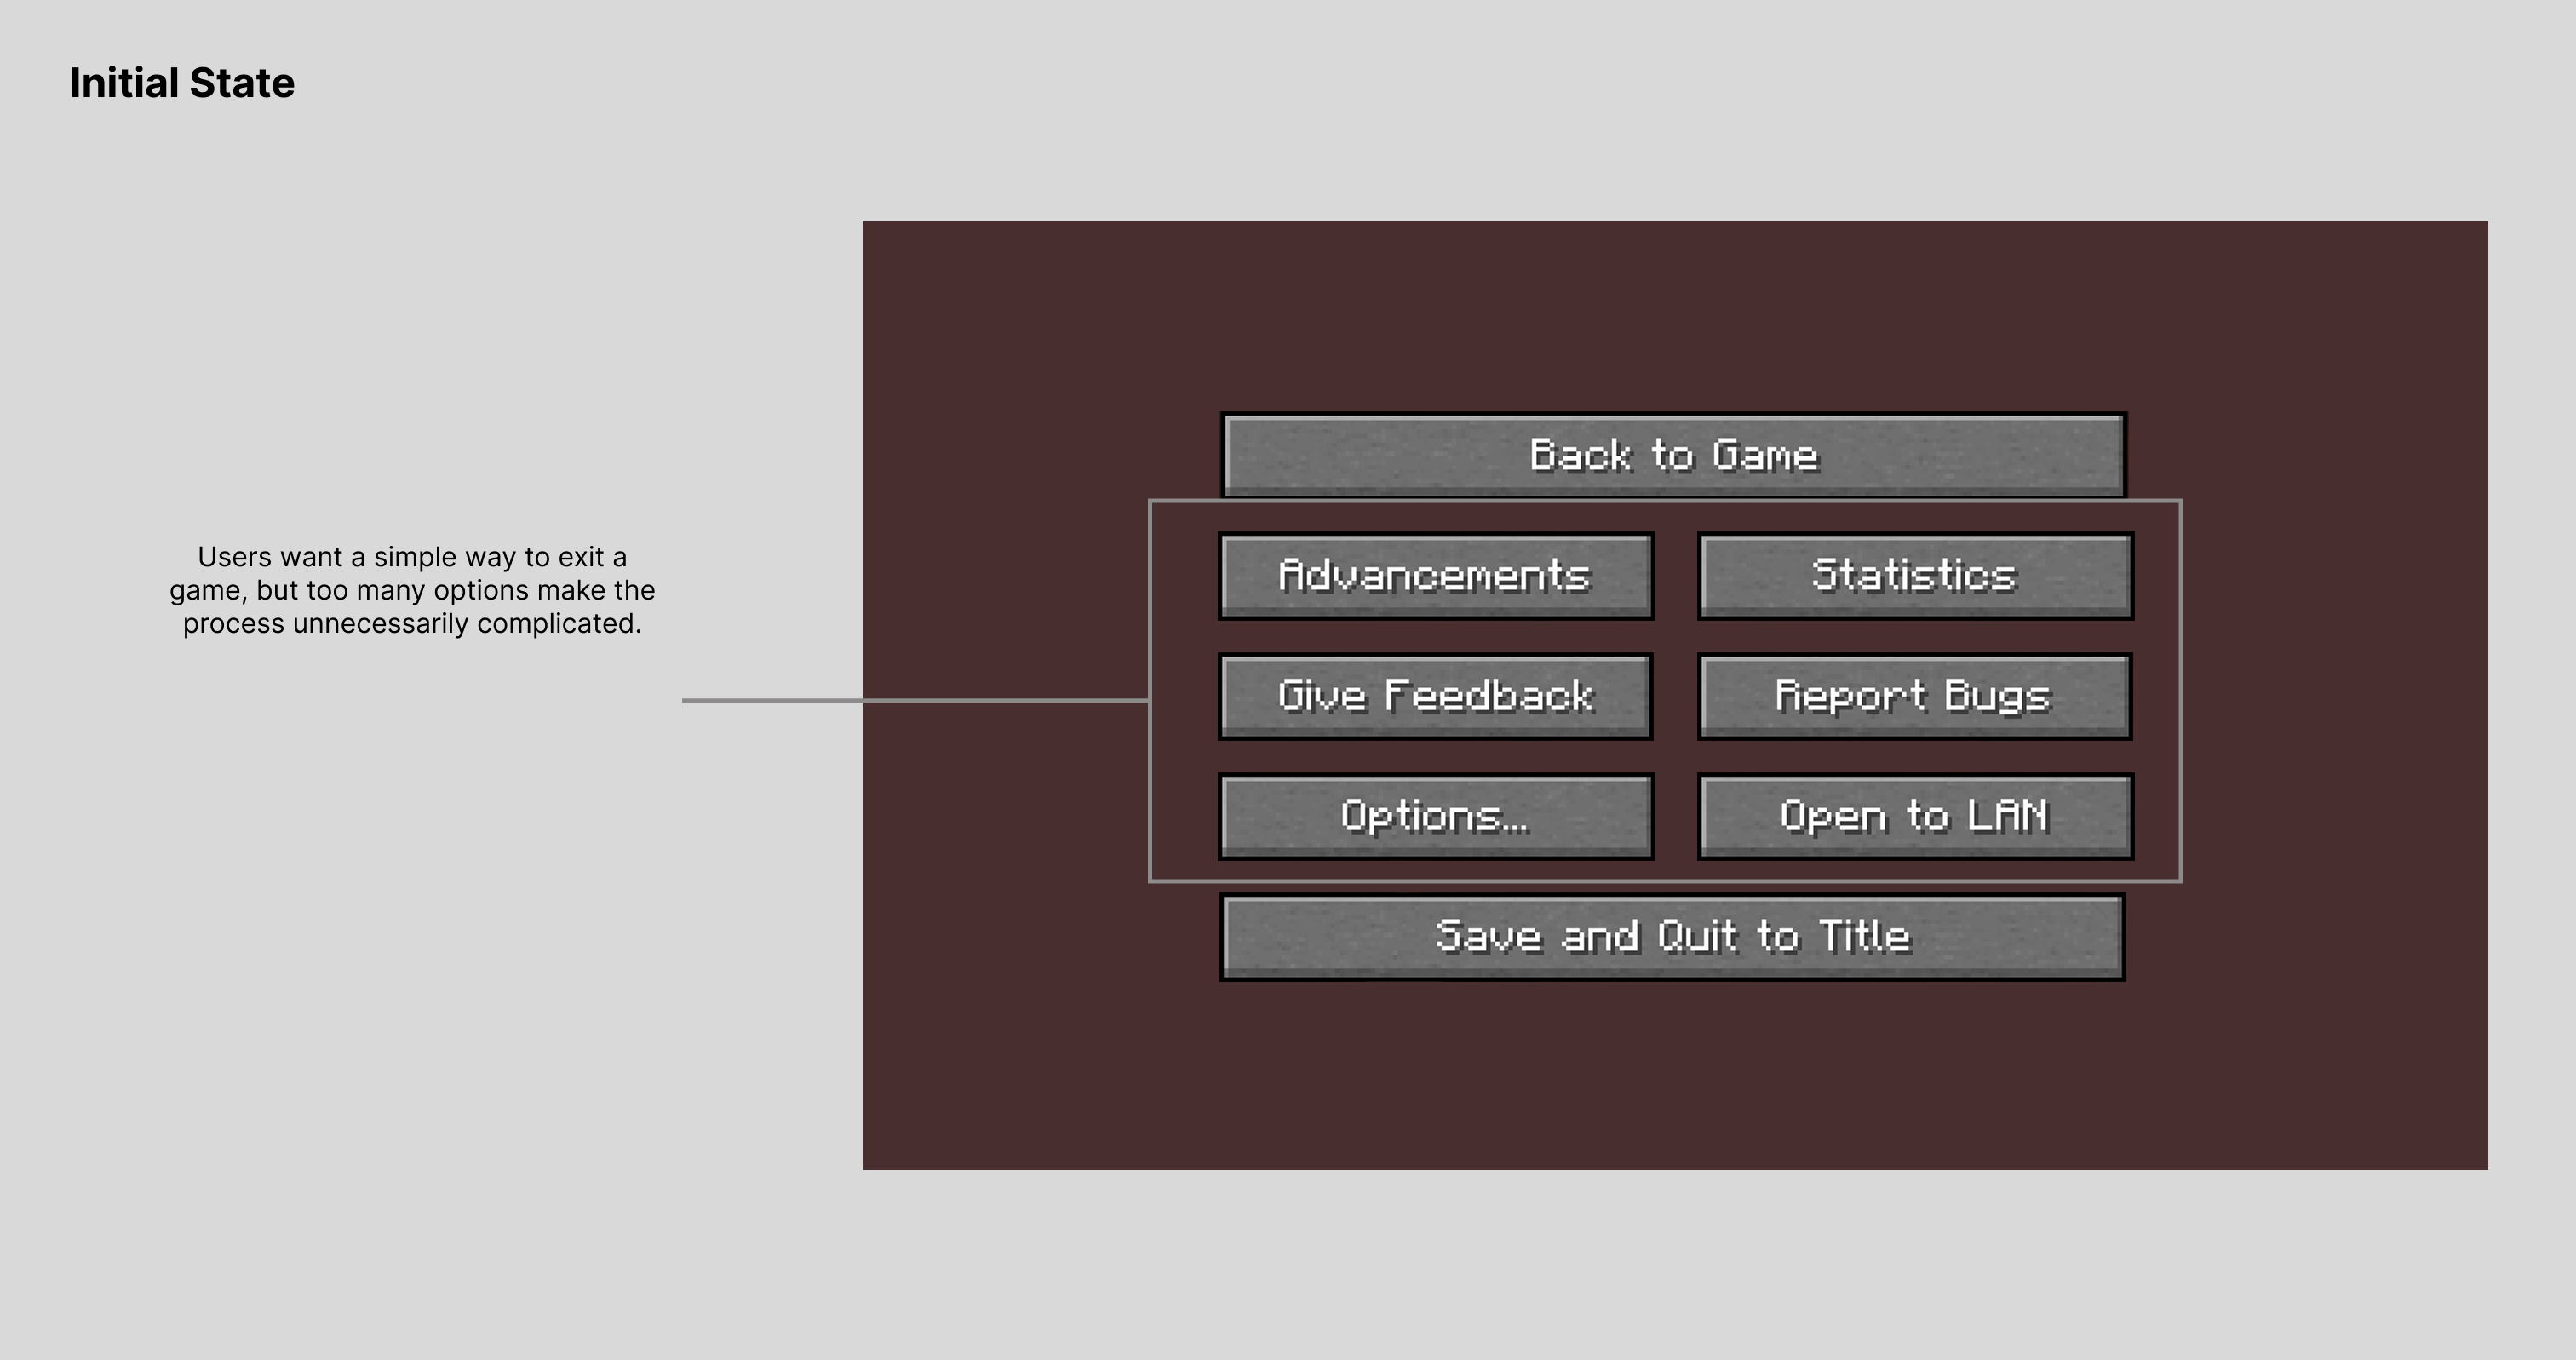 Initial State
Users want a simple way to exit a
game, but too many options make the
process unnecessarily complicated.
Back to Game
Advancements
Statistics
Give Feedback
Report Bugs
Options...
Open to LAN
Save and Quit to Title